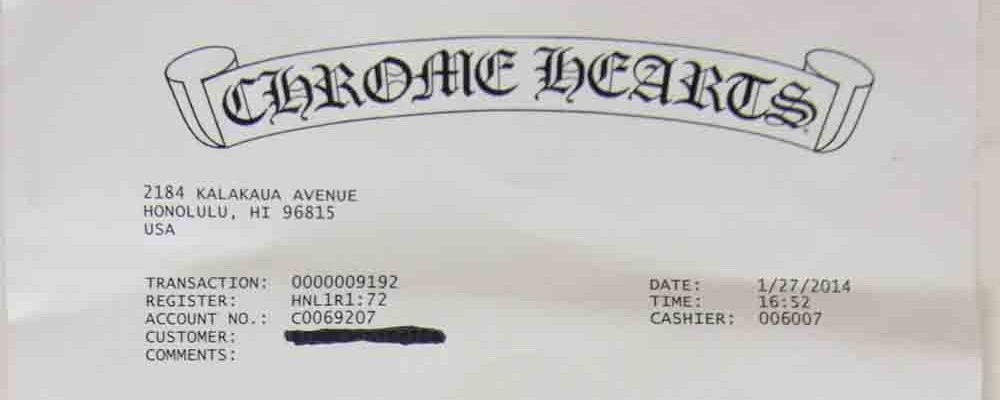 CHROME HEARTS
2184 KALAKAUA AVENUE
HONOLULU, HI 96815
USA
TRANSACTION: 0000009192 DATE: 1/27/2014
REGISTER: HNL1R1:72 TIME: 16:52
ACCOUNT NO.: C0069207 CASHIER: 006007
CUSTOMER:
COMMENTS: